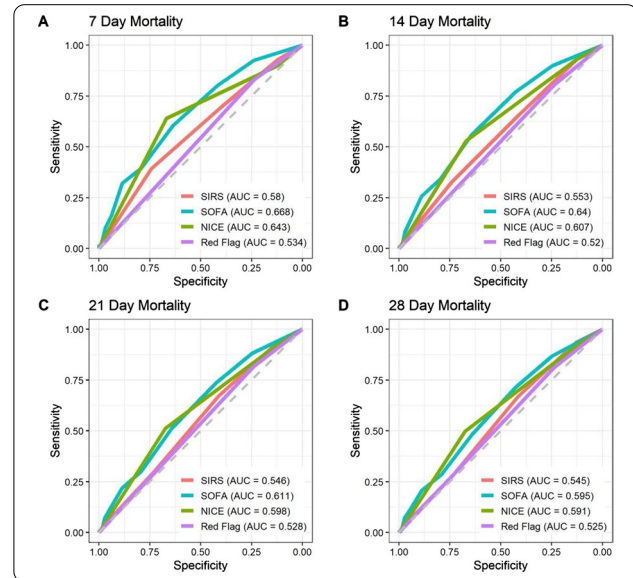 A 7 Day Mortality
1.00
0.75
0.50
0.25
0.00
Sensitivity
SIRS (AUC = 0.58)
SOFA (AUC = 0.668)
NICE (AUC = 0.643)
Red Flag (AUC = 0.534)
1.00 0.75 0.50 0.25 0.00
Specificity
B 14 Day Mortality
1.00
0.75
0.50
0.25
0.00
Sensitivity
SIRS (AUC = 0.553)
SOFA (AUC = 0.64)
NICE (AUC = 0.607)
Red Flag (AUC = 0.52)
1.00 0.75 0.50 0.25 0.00
Specificity
C 21 Day Mortality
1.00
0.75
0.50
0.25
0.00
Sensitivity
SIRS (AUC = 0.546)
SOFA (AUC = 0.611)
NICE (AUC = 0.598)
Red Flag (AUC = 0.528)
1.00 0.75 0.50 0.25 0.00
Specificity
D 28 Day Mortality
1.00
0.75
0.50
0.25
0.00
Sensitivity
SIRS (AUC = 0.545)
SOFA (AUC = 0.595)
NICE (AUC = 0.591)
Red Flag (AUC = 0.525)
1.00 0.75 0.50 0.25 0.00
Specificity